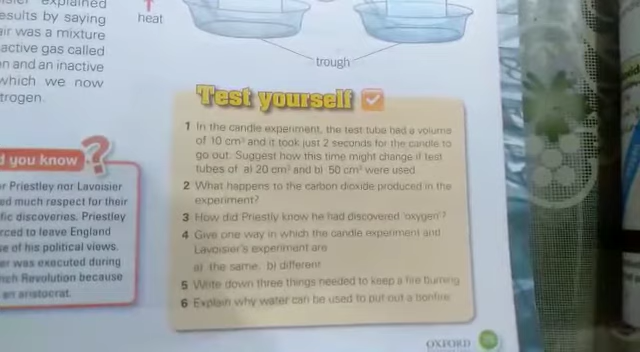 explained
results by saying
air was a mixture
active gas called
n and an inactive
which we now
trogen.
heat
trough
Test yourself
1 In the candle experiment, the test tube had a volume
of 10 cm³ and it took just 2 seconds for the candle to
go out. Suggest how this time might change if test
tubes of a) 20 cm³ and b) 50 cm³ were used.
2 What happens to the carbon dioxide produced in the
experiment?
3 How did Priestly know he had discovered 'oxygen'?
4 Give one way in which the candle experiment and
Lavoisier's experiment are
a) the same, b) different
5 Write down three things needed to keep a fire burning
6 Explain why water can be used to put out a bonfire
d you know ?
r Priestley nor Lavoisier
ed much respect for their
fic discoveries. Priestley
rced to leave England
se of his political views.
er was executed during
nch Revolution because
an aristocrat.
OXFORD